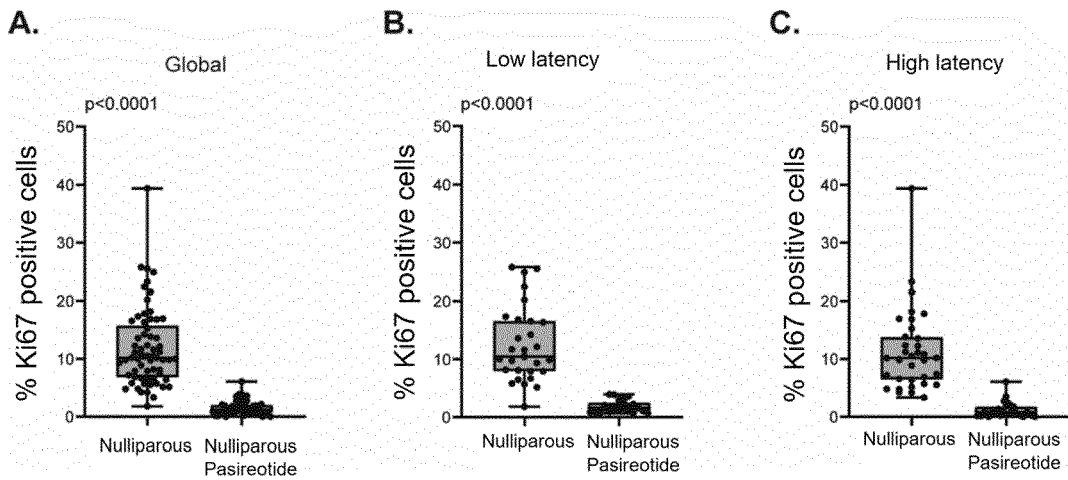 A.
Global
p<0.0001
% Ki67 positive cells
50
40
30
20
10
0
Nulliparous
Nulliparous
Pasireotide
B.
Low latency
p<0.0001
% Ki67 positive cells
50
40
30
20
10
0
Nulliparous
Nulliparous
Pasireotide
C.
High latency
p<0.0001
% Ki67 positive cells
50
40
30
20
10
0
Nulliparous
Nulliparous
Pasireotide